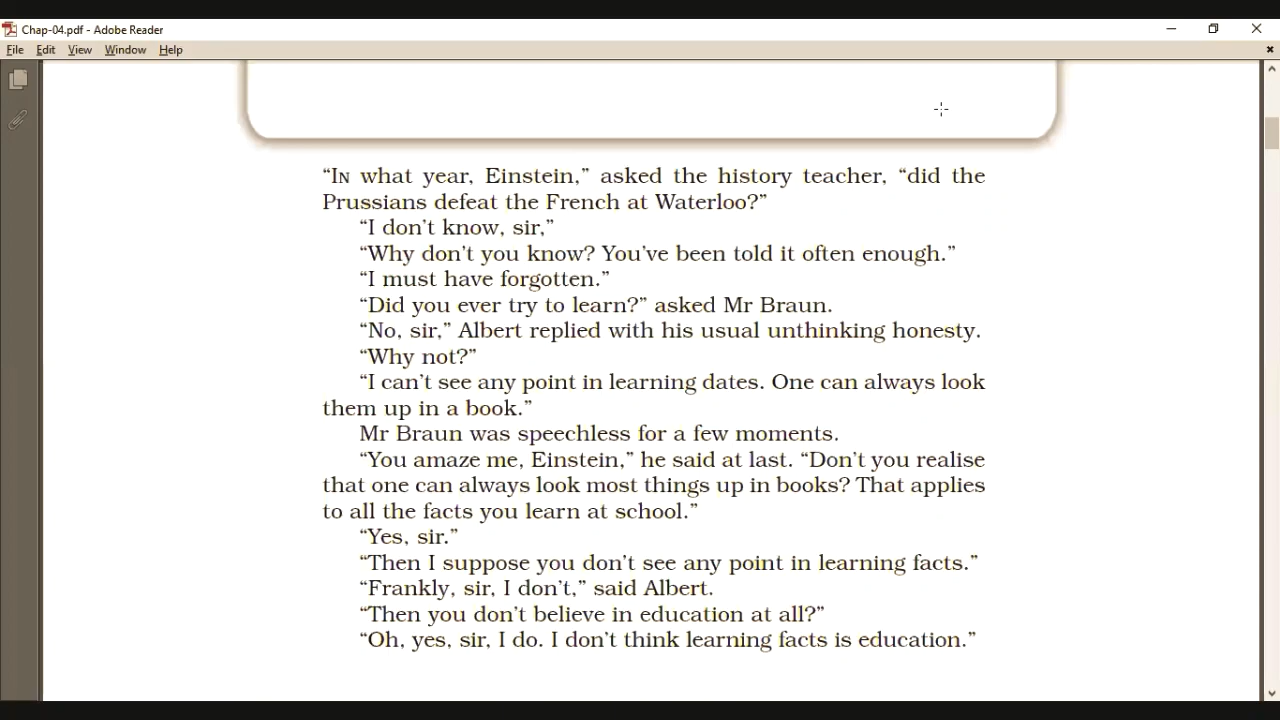 Chap-04.pdf - Adobe Reader
File Edit View Window Help
“IN what year, Einstein,” asked the history teacher, “did the
Prussians defeat the French at Waterloo?”
“I don’t know, sir,”
“Why don’t you know? You’ve been told it often enough.”
“I must have forgotten.”
“Did you ever try to learn?” asked Mr Braun.
“No, sir,” Albert replied with his usual unthinking honesty.
“Why not?”
“I can’t see any point in learning dates. One can always look
them up in a book.”
Mr Braun was speechless for a few moments.
“You amaze me, Einstein,” he said at last. “Don’t you realise
that one can always look most things up in books? That applies
to all the facts you learn at school.”
“Yes, sir.”
“Then I suppose you don’t see any point in learning facts.”
“Frankly, sir, I don’t,” said Albert.
“Then you don’t believe in education at all?”
“Oh, yes, sir, I do. I don’t think learning facts is education.”